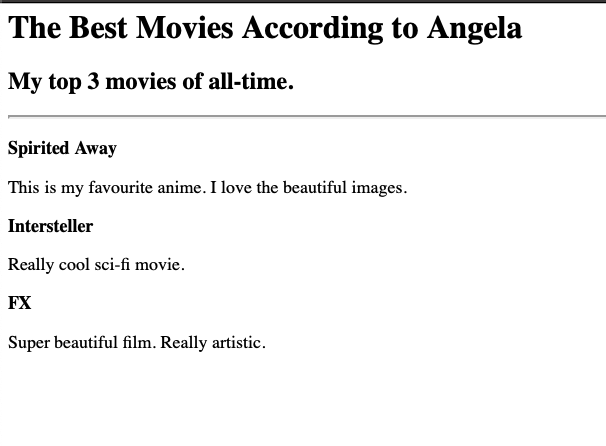 The Best Movies According to Angela
My top 3 movies of all-time.
Spirited Away
This is my favourite anime. I love the beautiful images.
Intersteller
Really cool sci-fi movie.
FX
Super beautiful film. Really artistic.